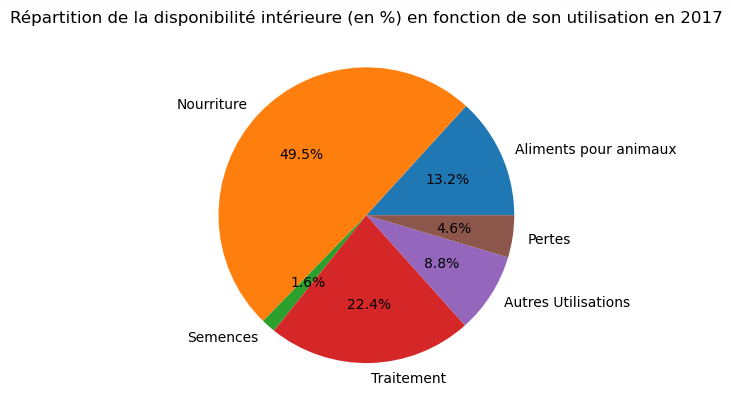 Répartition de la disponibilité intérieure (en %) en fonction de son utilisation en 2017
Nourriture
49.5%
Aliments pour animaux
13.2%
4.6%
Pertes
8.8%
Autres Utilisations
1.6%
22.4%
Semences
Traitement